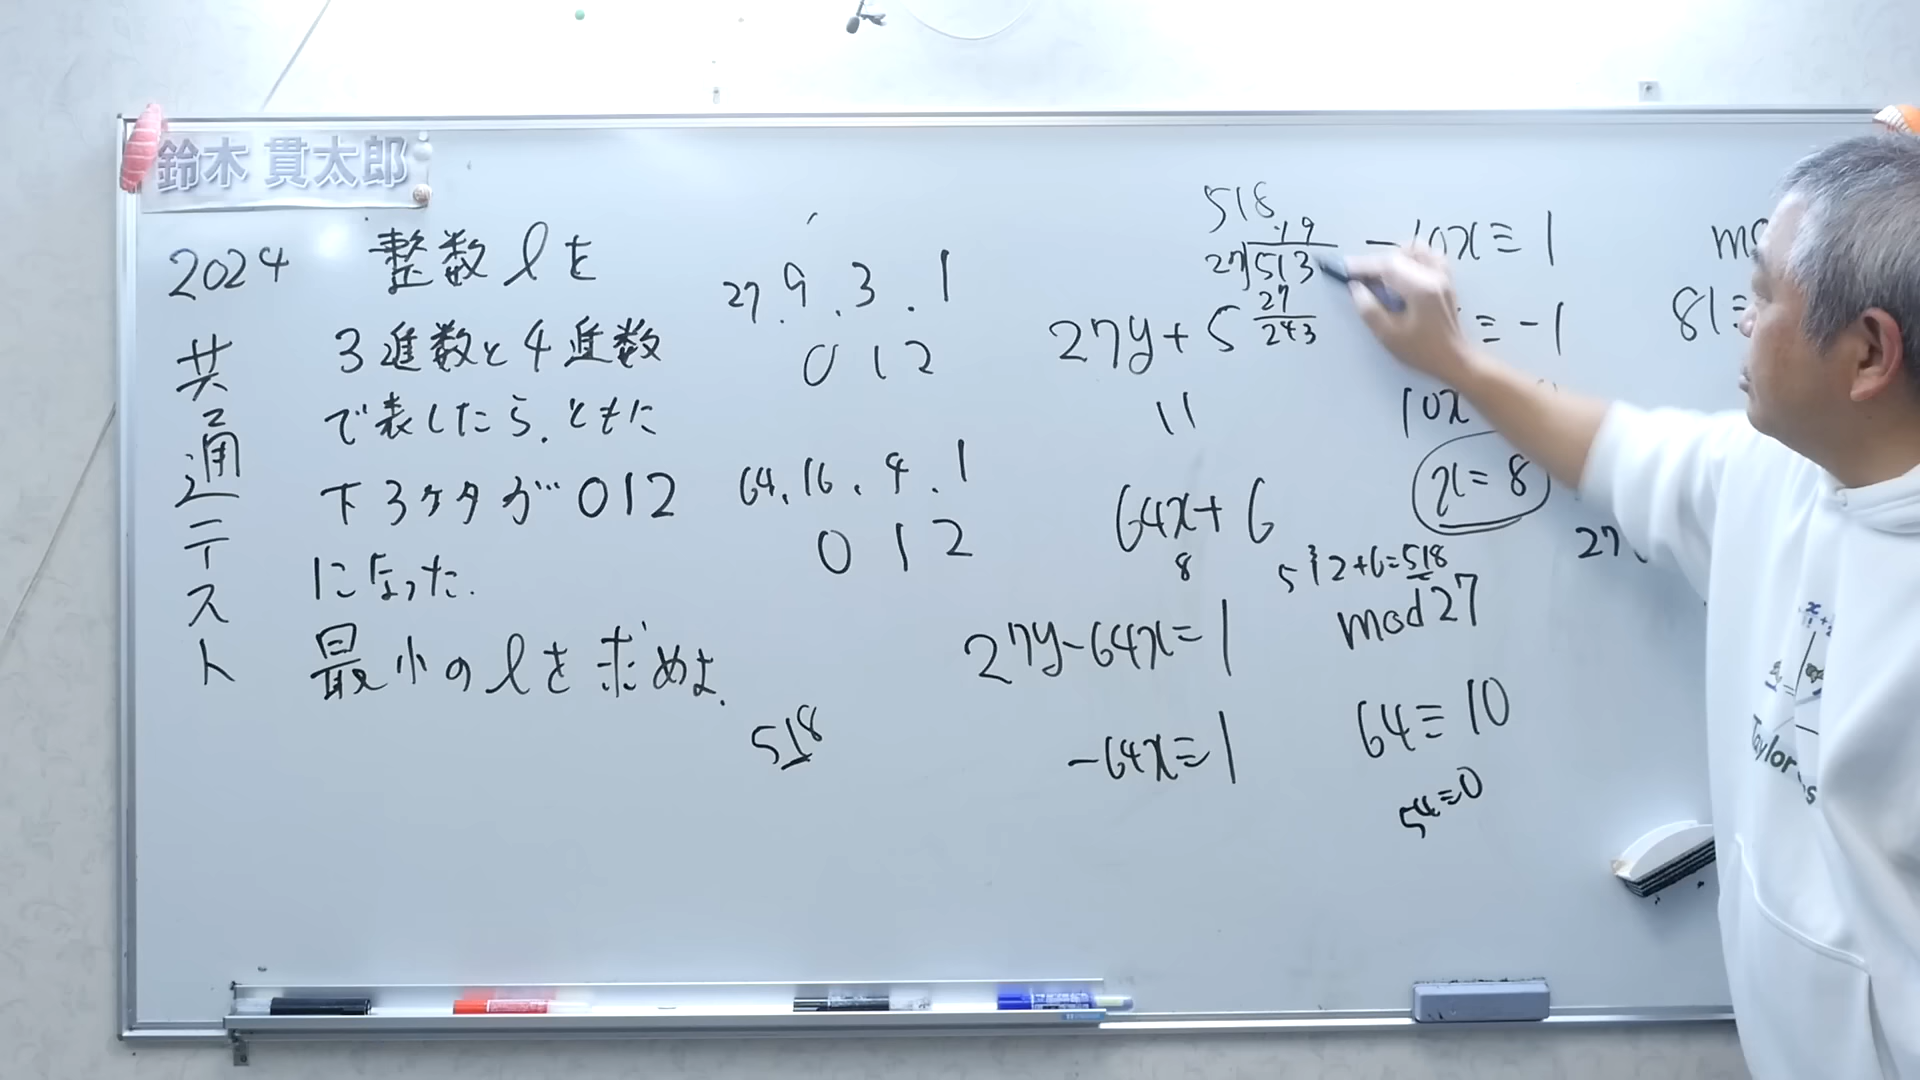 鈴木 貫太郎
2024
共通テスト
整数 l を
3進数と4進数
で表したら、ともに
下3ケタが012
になった.
最小の l を求めよ.
27.9.3.1
0 1 2
64.16.4.1
0 1 2
518
518
19
27)513
27
243
27y+5
11
64x+6
8
512+6=518
27y-64x=1
-64x≡1
-10x≡1
≡-1
10x
x=8
mod27
64≡10
54≡0
81≡
27
Taylor